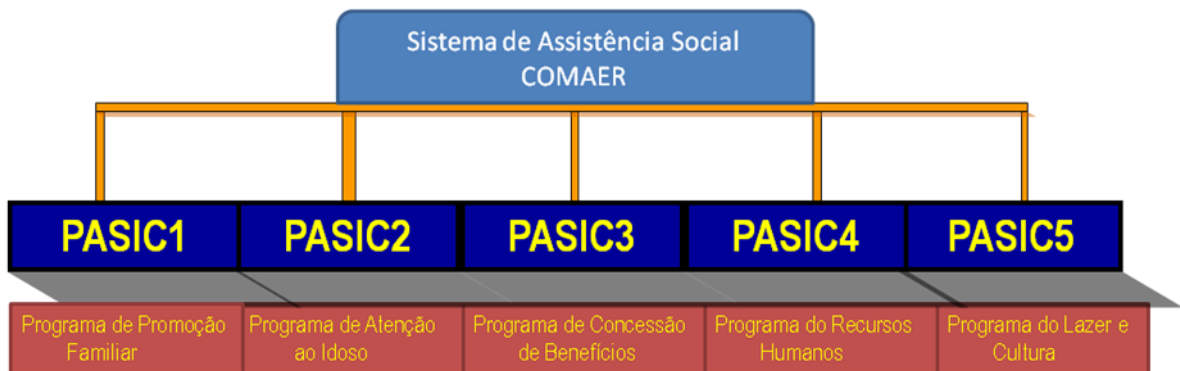 Sistema de Assistência Social
COMAER
PASIC1
PASIC2
PASIC3
PASIC4
PASIC5
Programa de Promoção
Familiar
Programa de Atenção
ao Idoso
Programa de Concessão
de Benefícios
Programa do Recursos
Humanos
Programa do Lazer e
Cultura